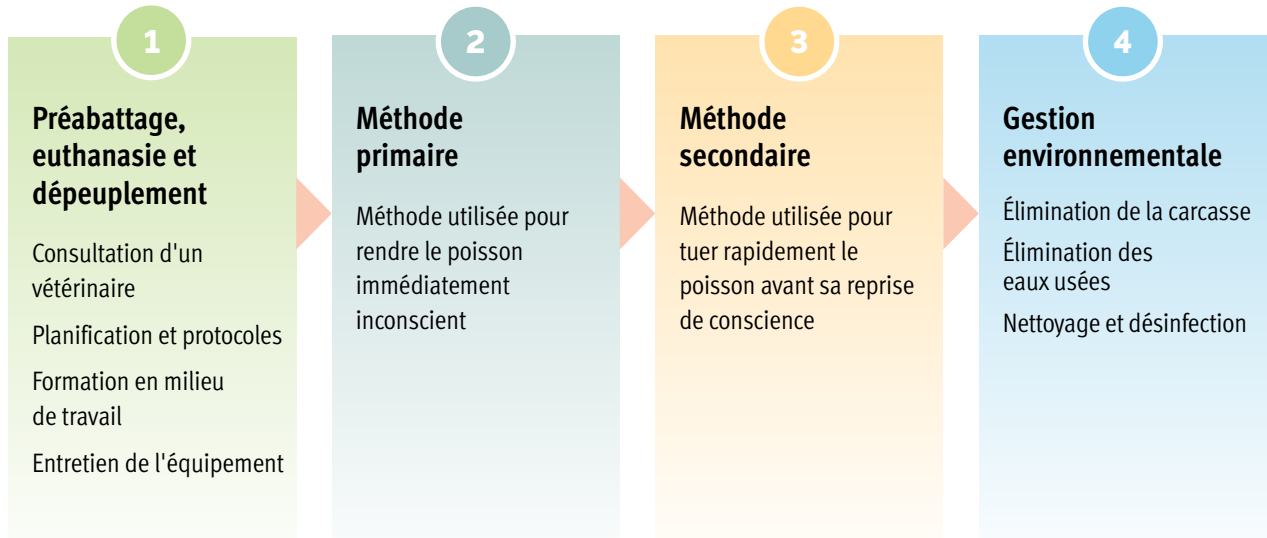 1
Préabattage,
euthanasie et
dépeuplement
Consultation d'un
vétérinaire
Planification et protocoles
Formation en milieu
de travail
Entretien de l'équipement
2
Méthode
primaire
Méthode utilisée pour
rendre le poisson
immédiatement
inconscient
3
Méthode
secondaire
Méthode utilisée pour
tuer rapidement le
poisson avant sa reprise
de conscience
4
Gestion
environnementale
Élimination de la carcasse
Élimination des
eaux usées
Nettoyage et désinfection